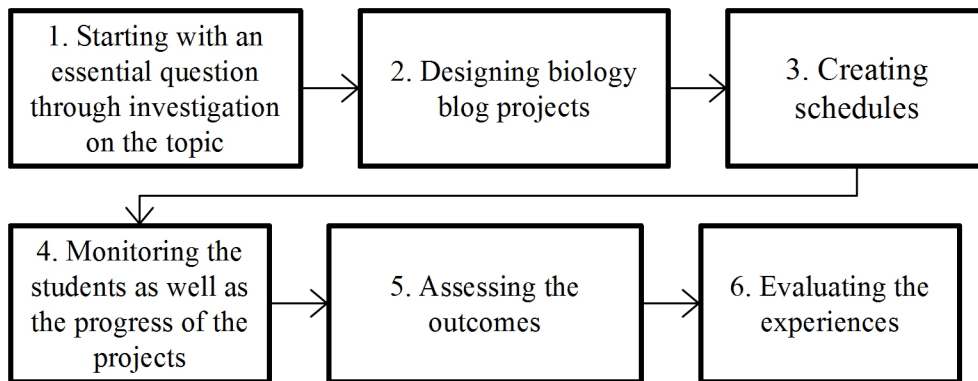 1. Starting with an
essential question
through investigation
on the topic
2. Designing biology
blog projects
3. Creating
schedules
4. Monitoring the
students as well as
the progress of the
projects
5. Assessing the
outcomes
6. Evaluating the
experiences